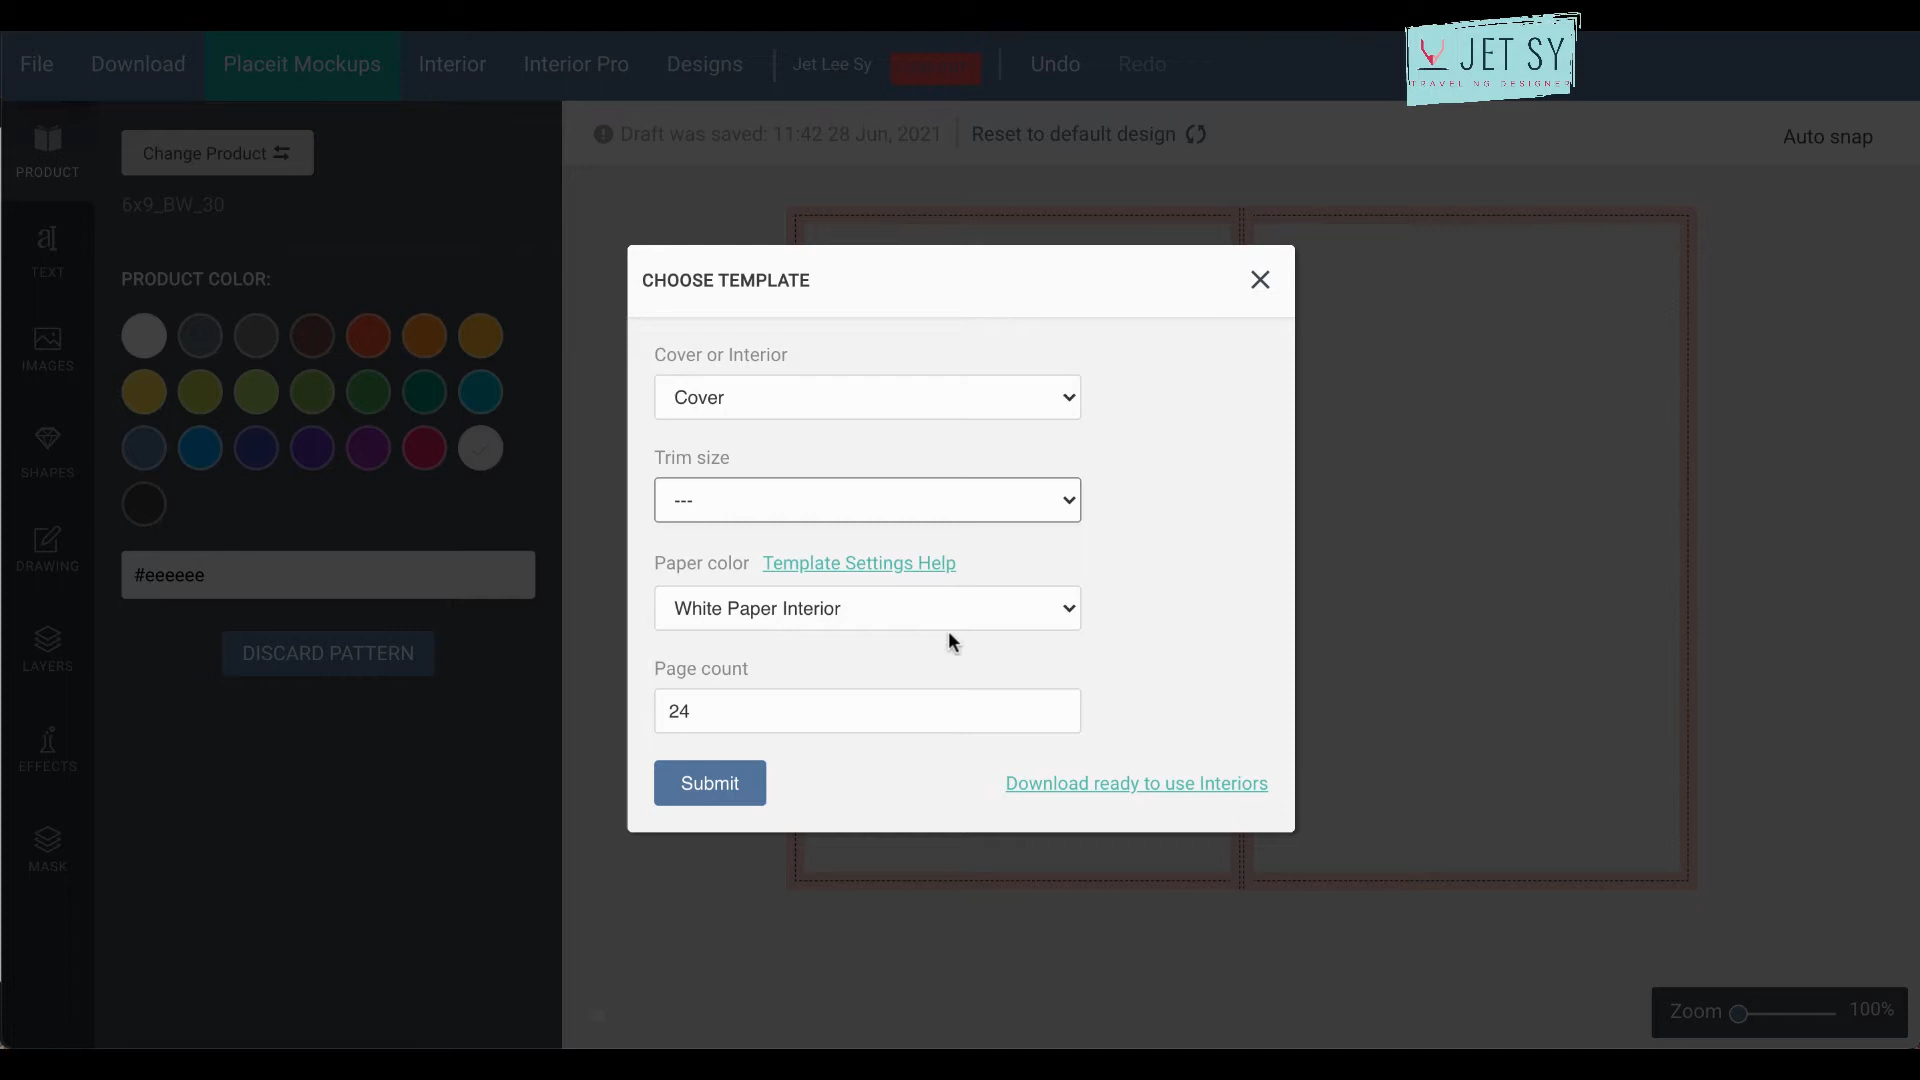 File Download Placeit Mockups Interior Interior Pro Designs Jet Lee Sy Undo Redo
JET SY
TRAVELING DESIGNER
PRODUCT
TEXT
IMAGES
SHAPES
DRAWING
LAYERS
EFFECTS
MASK
Change Product
6x9_BW_30
PRODUCT COLOR:
#eeeeee
DISCARD PATTERN
Draft was saved: 11:42 28 Jun, 2021 Reset to default design
Auto snap
CHOOSE TEMPLATE
Cover or Interior
Cover
Trim size
---
Paper color Template Settings Help
White Paper Interior
Page count
24
Submit Download ready to use Interiors
Zoom 100%